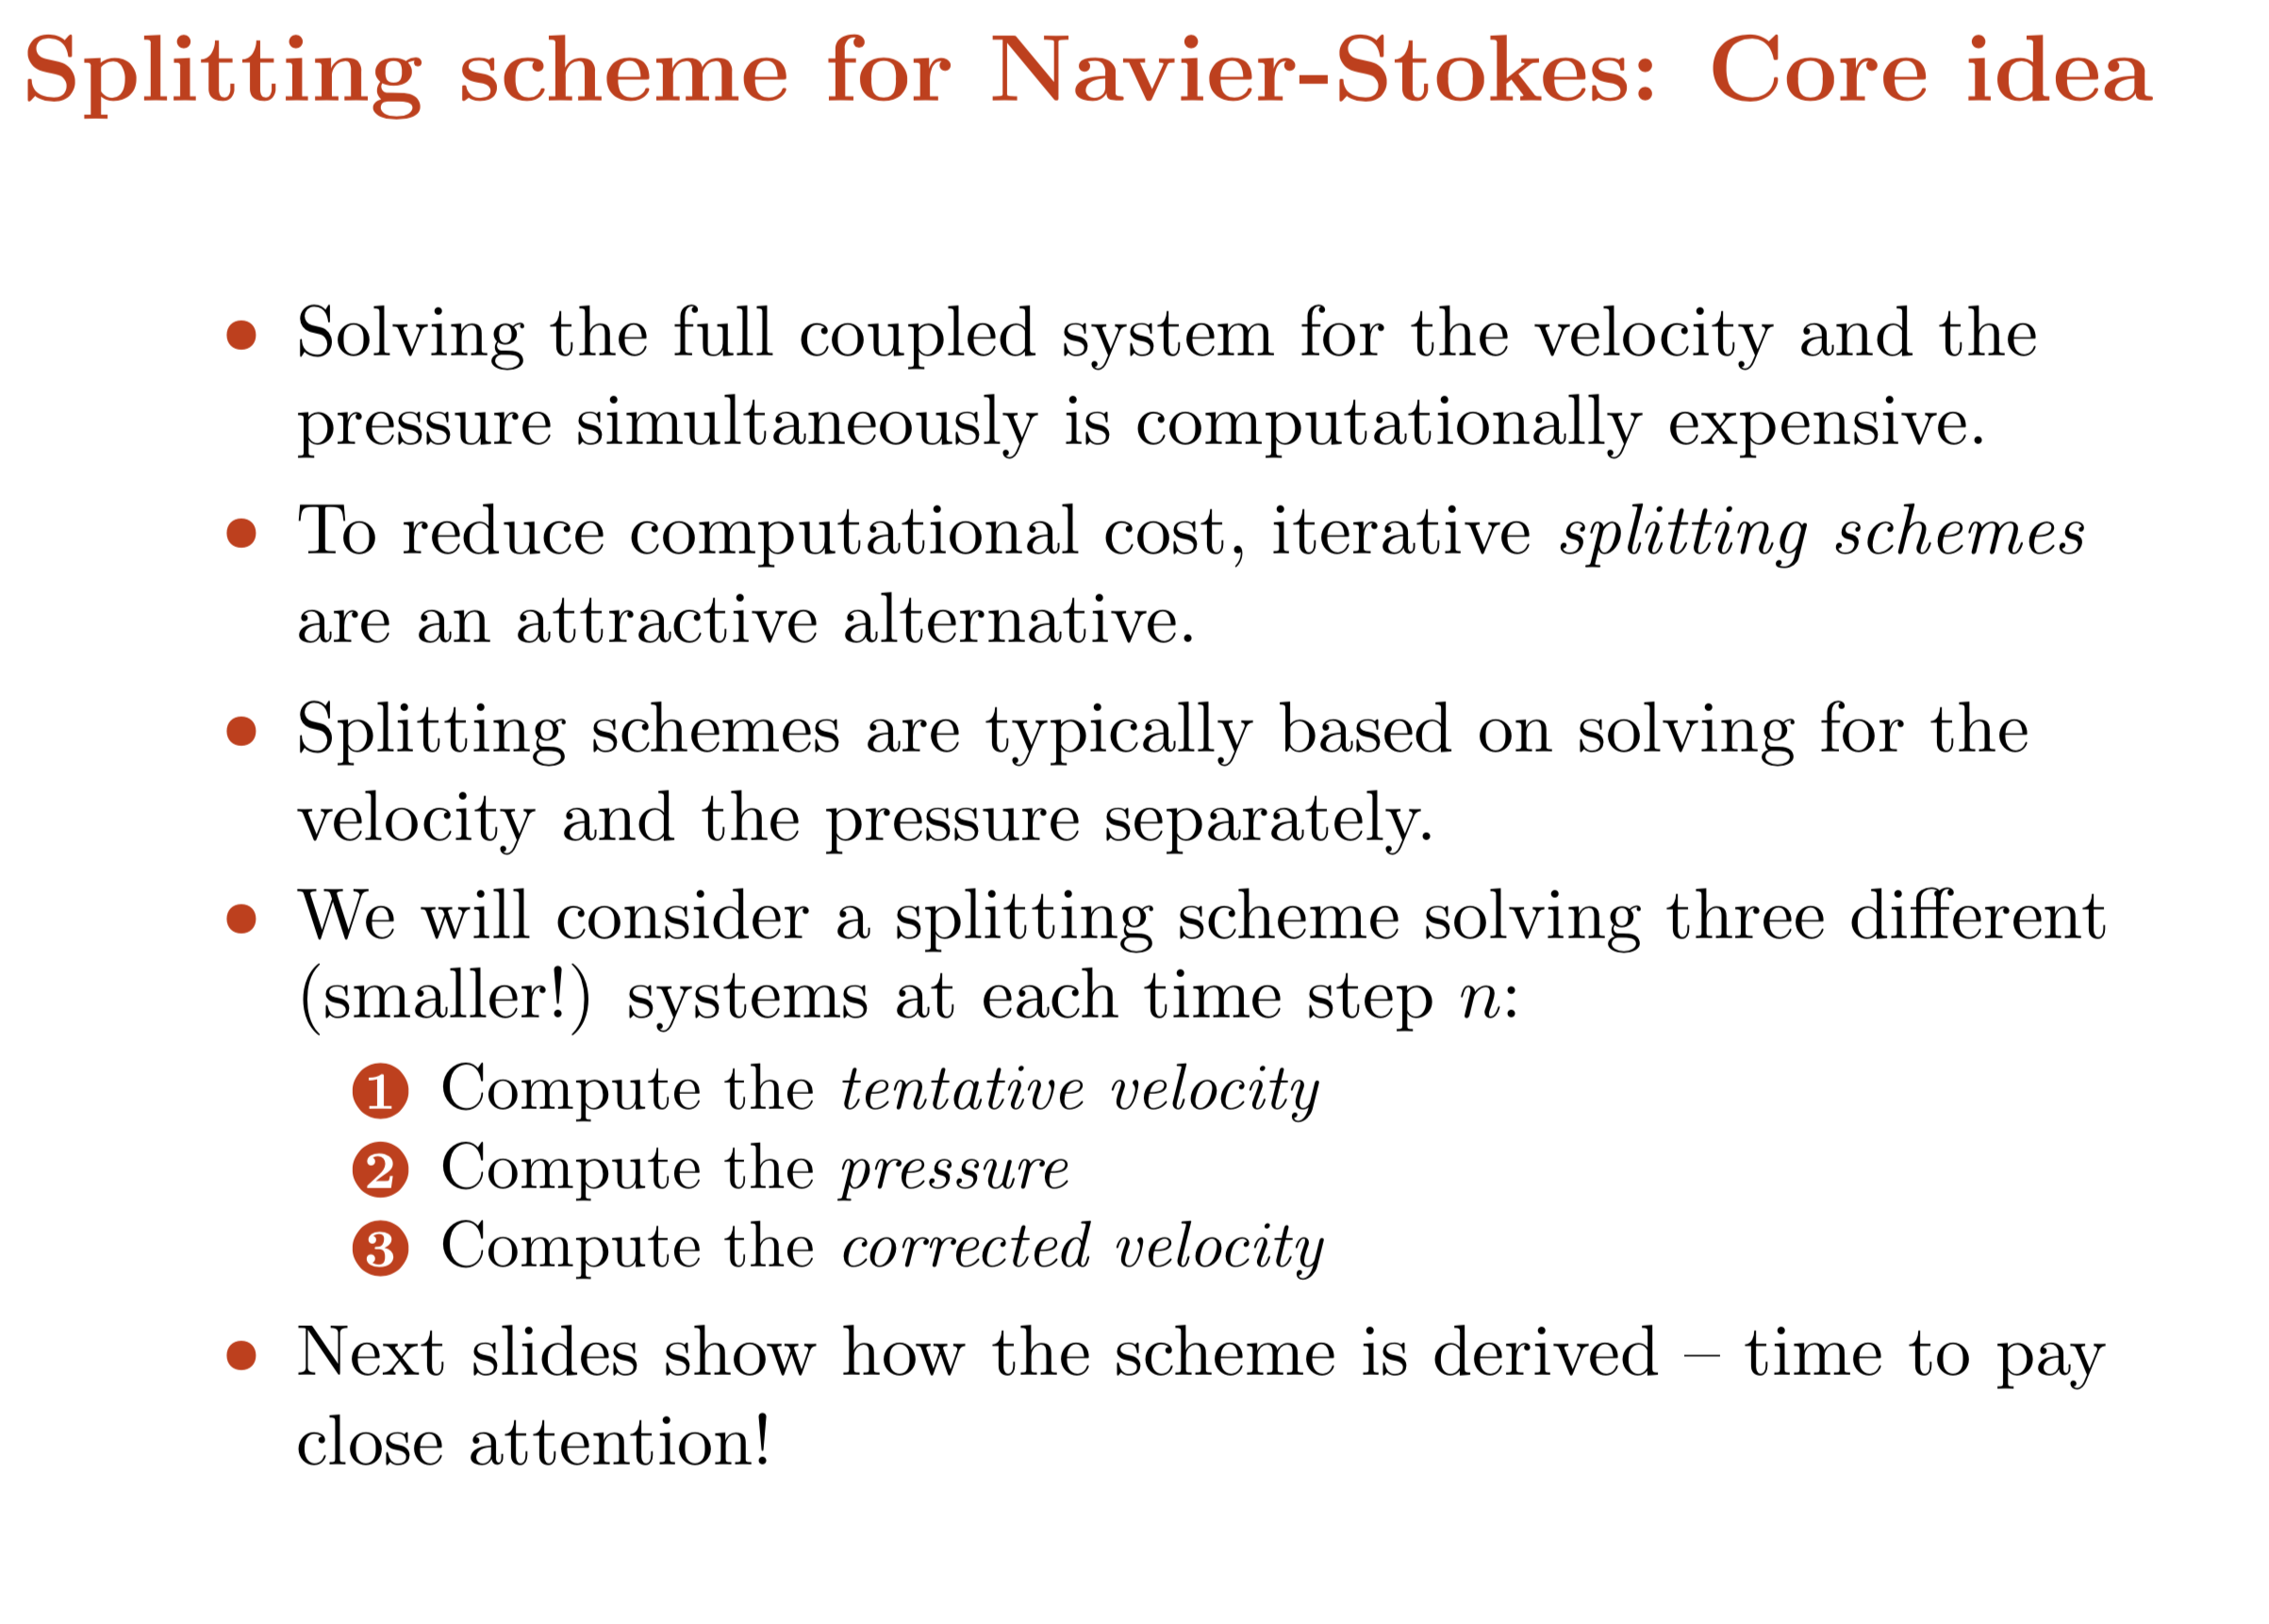 Splitting scheme for Navier-Stokes: Core idea
• Solving the full coupled system for the velocity and the
pressure simultaneously is computationally expensive.
• To reduce computational cost, iterative splitting schemes
are an attractive alternative.
• Splitting schemes are typically based on solving for the
velocity and the pressure separately.
• We will consider a splitting scheme solving three different
(smaller!) systems at each time step n:
1 Compute the tentative velocity
2 Compute the pressure
3 Compute the corrected velocity
• Next slides show how the scheme is derived – time to pay
close attention!